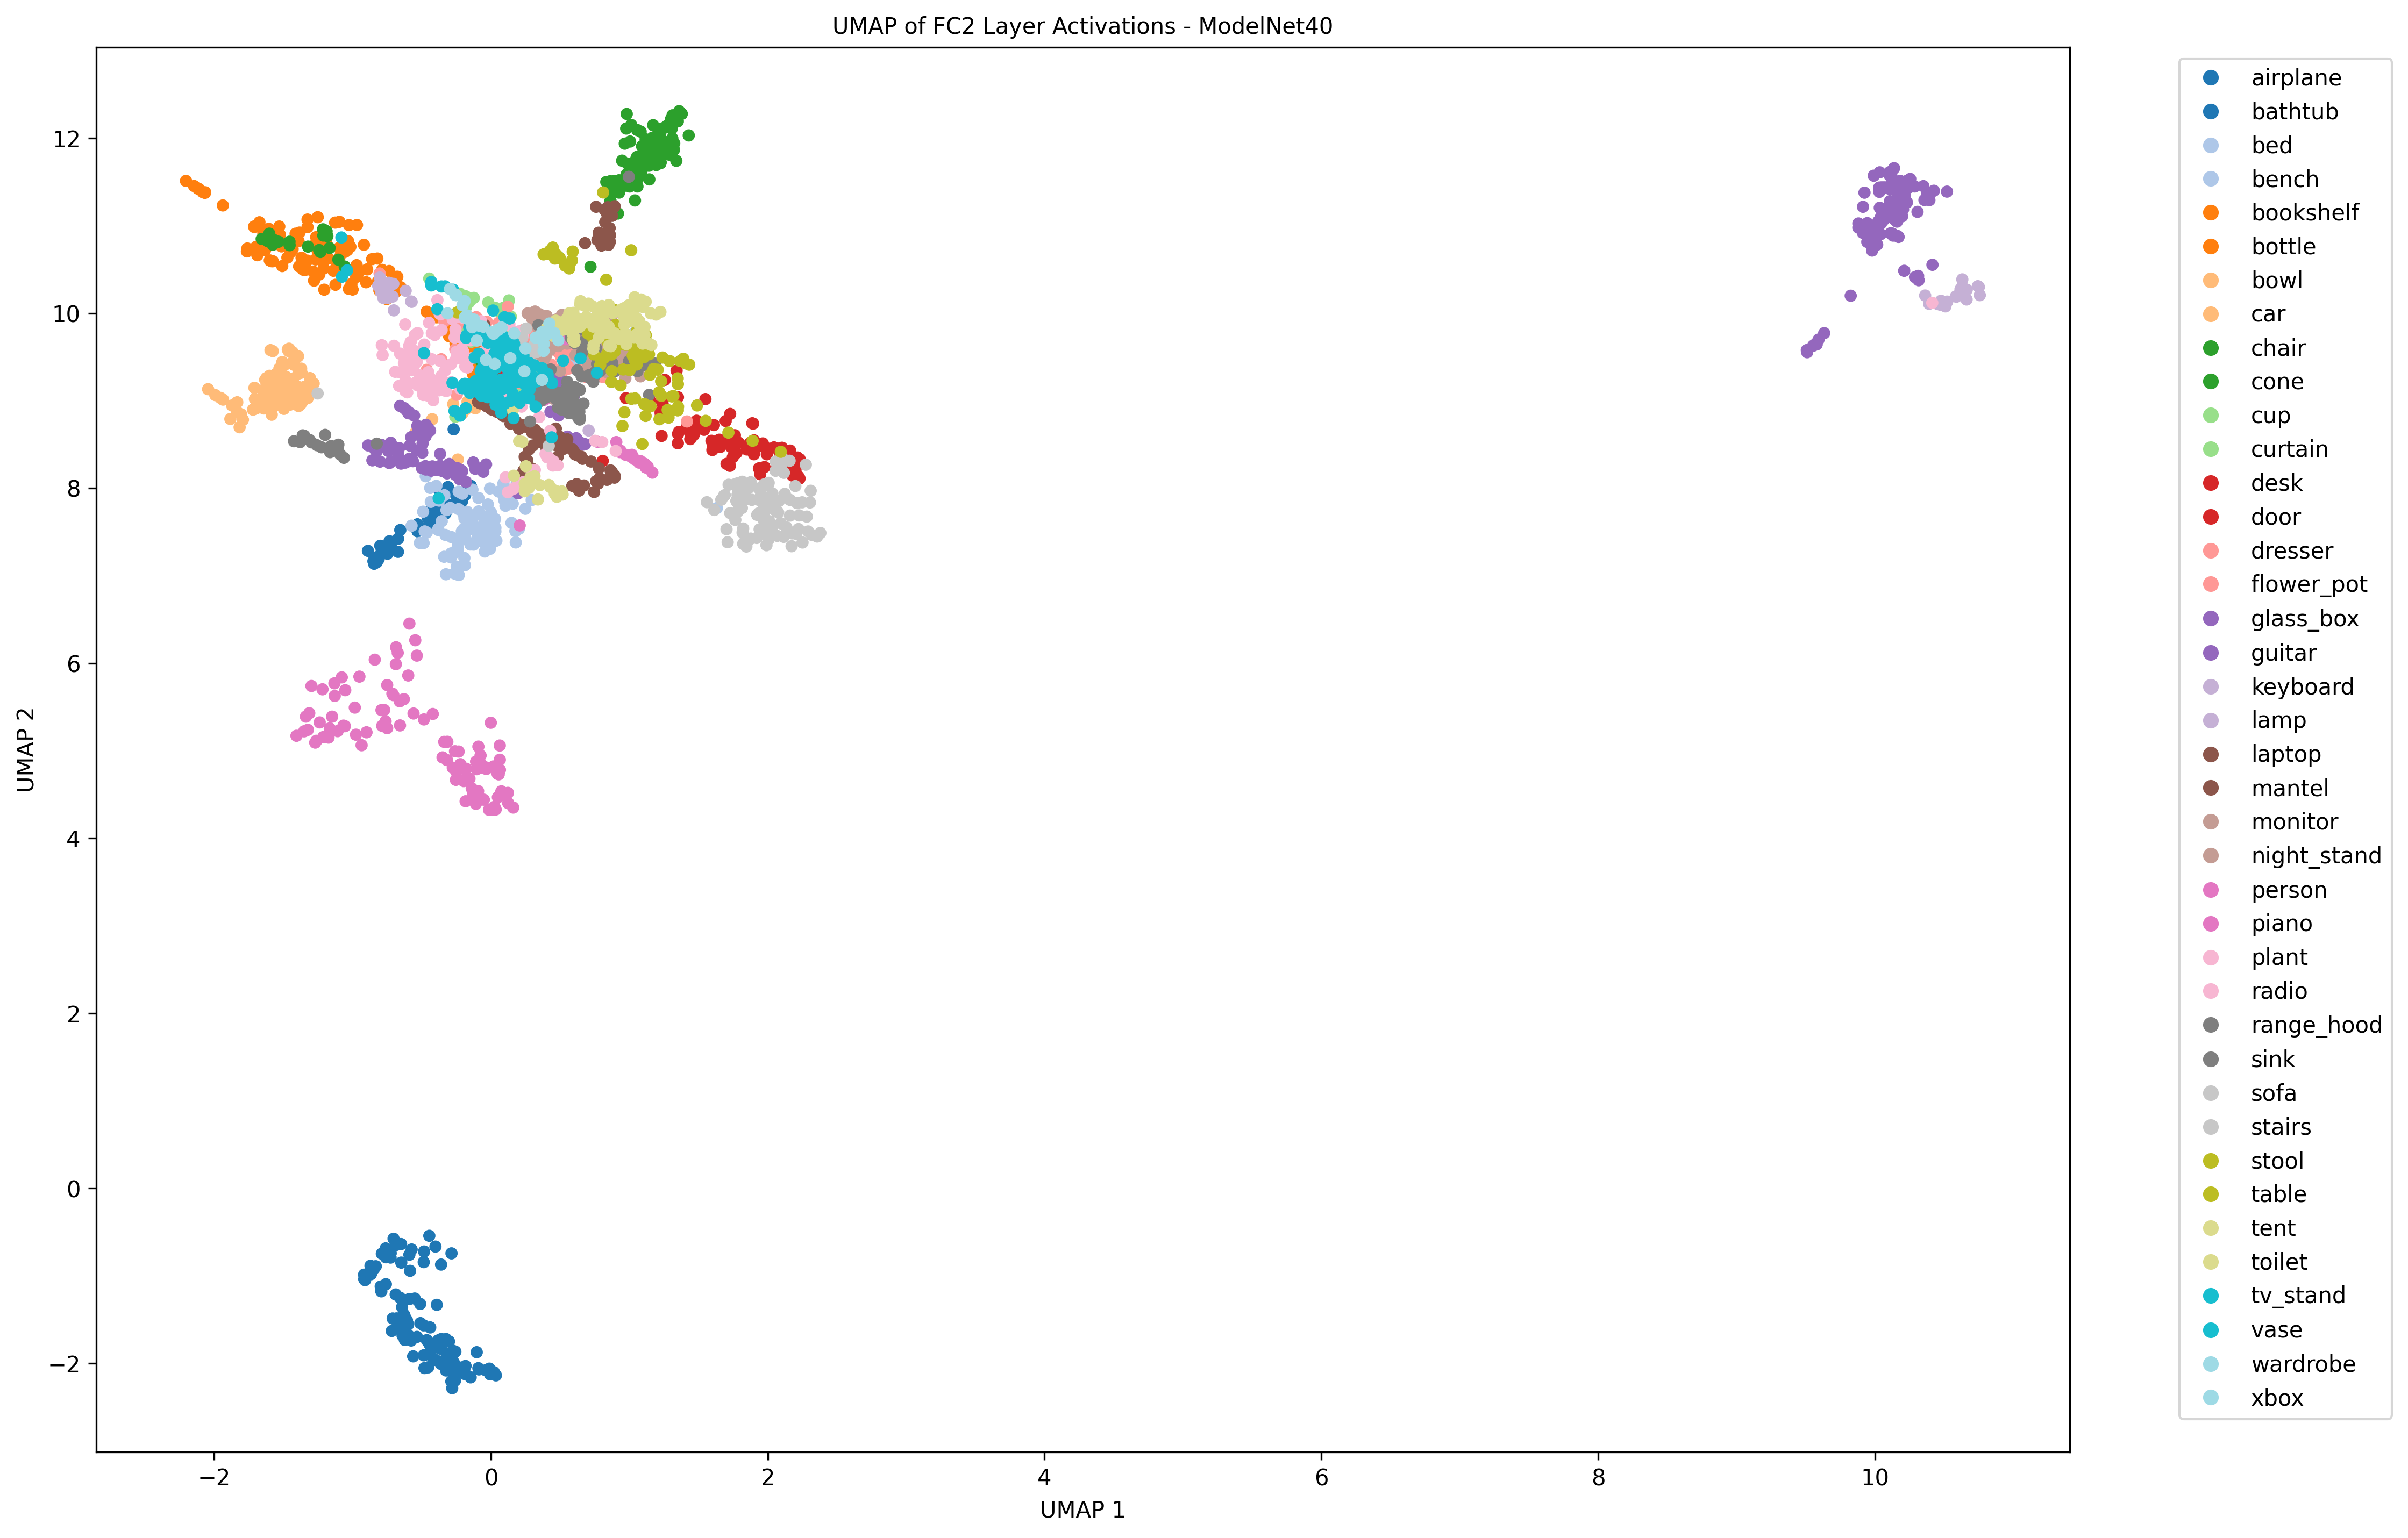 UMAP of FC2 Layer Activations - ModelNet40
12
10
8
6
4
2
0
−2
UMAP 2
−2
0
2
4
6
8
10
UMAP 1
airplane
bathtub
bed
bench
bookshelf
bottle
bowl
car
chair
cone
cup
curtain
desk
door
dresser
flower_pot
glass_box
guitar
keyboard
lamp
laptop
mantel
monitor
night_stand
person
piano
plant
radio
range_hood
sink
sofa
stairs
stool
table
tent
toilet
tv_stand
vase
wardrobe
xbox